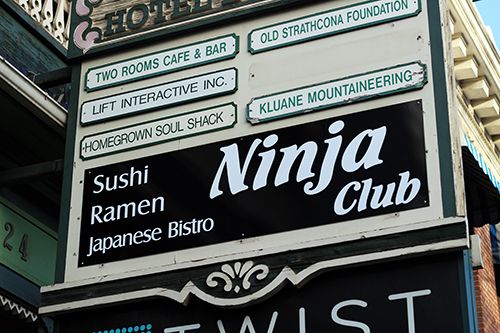 HOTEL
TWO ROOMS CAFE & BAR
OLD STRATHCONA FOUNDATION
LIFT INTERACTIVE INC.
KLUANE MOUNTAINEERING
HOMEGROWN SOUL SHACK
Sushi
Ramen
Japanese Bistro
Ninja
Club
24
TWIST